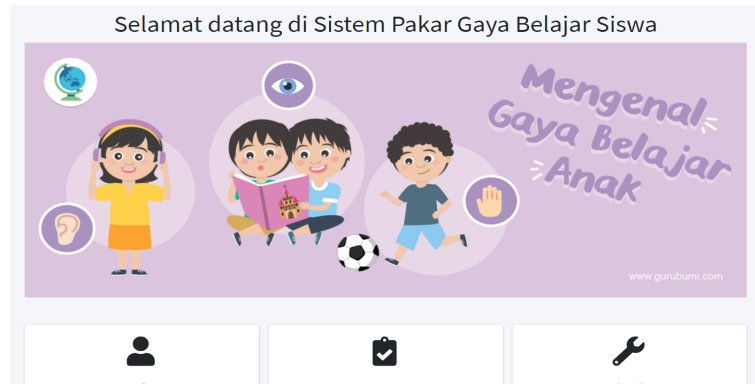 Selamat datang di Sistem Pakar Gaya Belajar Siswa
Mengenal
Gaya Belajar
Anak
www.gurubumi.com